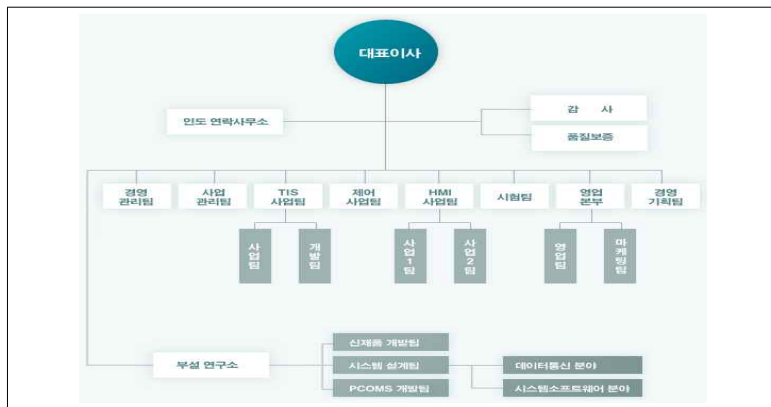 대표이사
인도 연락사무소
감 사
품질보증
경영
관리팀
사업
관리팀
TIS
사업팀
제어
사업팀
HMI
사업팀
시험팀
영업
본부
경영
기획팀
사업팀
개발팀
사업1팀
사업2팀
영업팀
마케팅팀
부설 연구소
신제품 개발팀
시스템 설계팀
PCOMS 개발팀
데이터통신 분야
시스템소프트웨어 분야